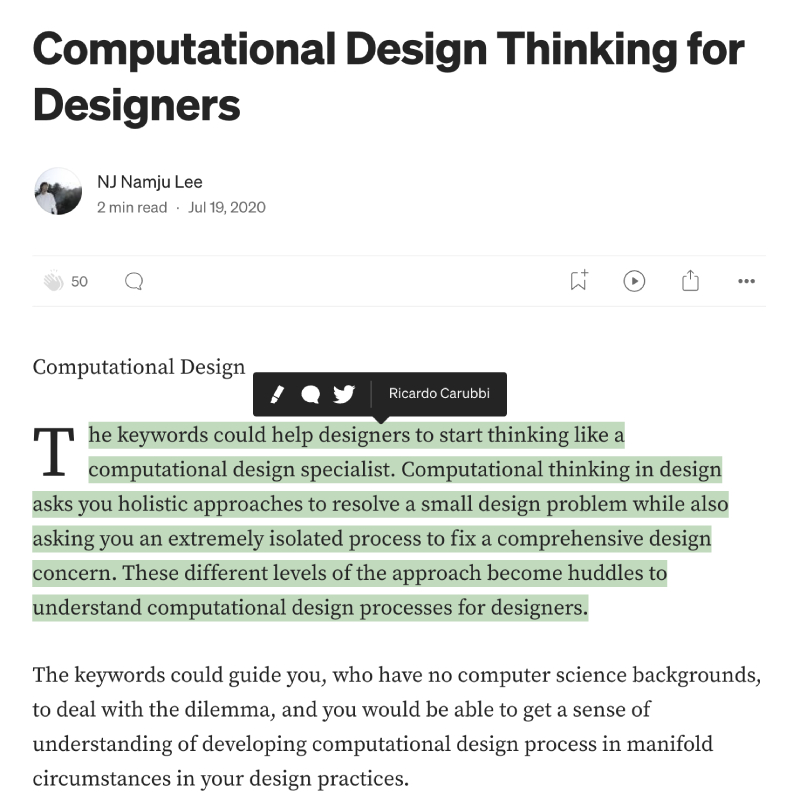 Computational Design Thinking for
Designers
NJ Namju Lee
2 min read · Jul 19, 2020
50
Computational Design
Ricardo Carubbi
The keywords could help designers to start thinking like a
computational design specialist. Computational thinking in design
asks you holistic approaches to resolve a small design problem while also
asking you an extremely isolated process to fix a comprehensive design
concern. These different levels of the approach become huddles to
understand computational design processes for designers.
The keywords could guide you, who have no computer science backgrounds,
to deal with the dilemma, and you would be able to get a sense of
understanding of developing computational design process in manifold
circumstances in your design practices.